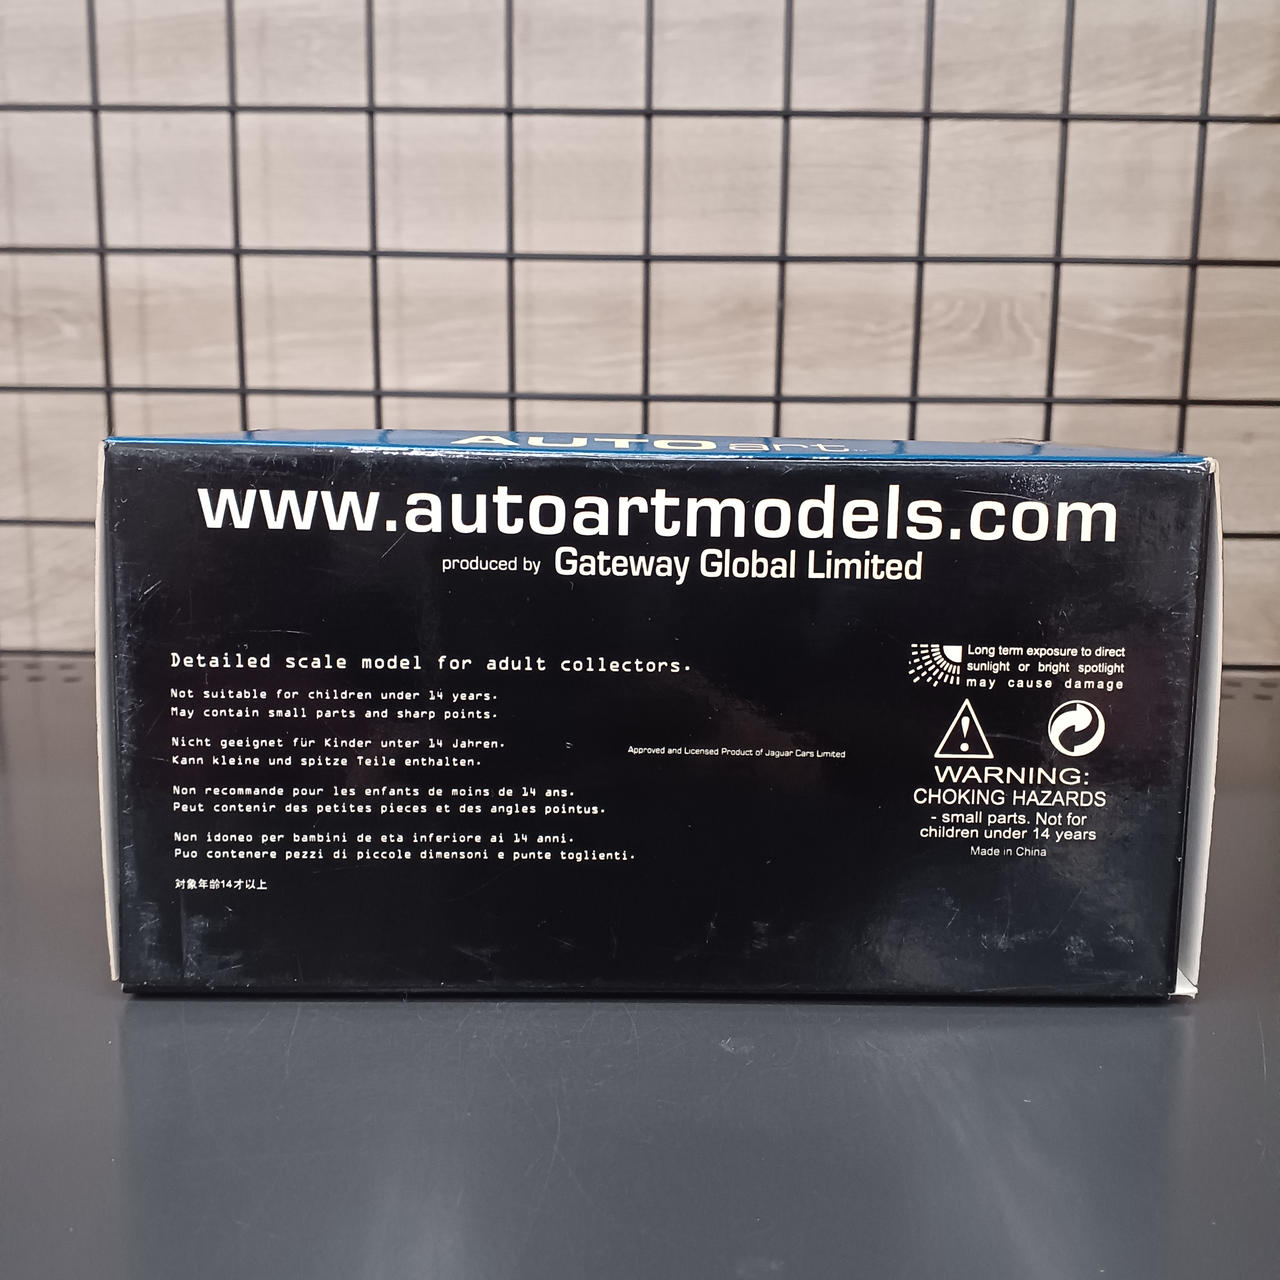 AUTOart
www.autoartmodels.com
produced by Gateway Global Limited
Detailed scale model for adult collectors.
Not suitable for children under 14 years.
May contain small parts and sharp points.
Nicht geeignet für Kinder unter 14 Jahren.
Kann kleine und spitze Teile enthalten.
Non recommande pour les enfants de moins de 14 ans.
Peut contenir des petites pieces et des angles pointus.
Non idoneo per bambini de eta inferiore ai 14 anni.
Puo contenere pezzi di piccole dimensoni e punte toglienti.
対象年齢14才以上
Approved and Licensed Product of Jaguar Cars Limited
Long term exposure to direct
sunlight or bright spotlight
may cause damage
WARNING:
CHOKING HAZARDS
- small parts. Not for
children under 14 years
Made in China